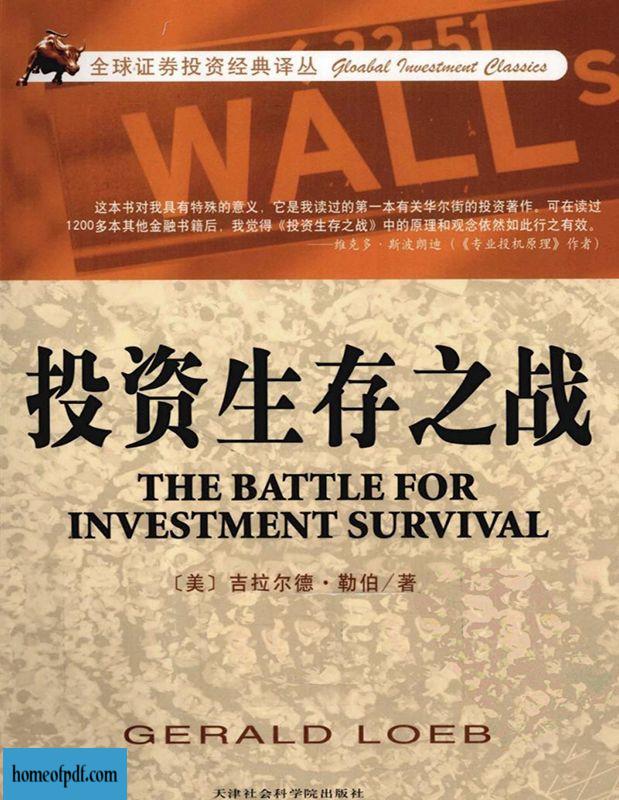 22-51
全球证券投资经典译丛 Gloabal Investment Classics
WALL S
这本书对我具有特殊的意义，它是我读过的第一本有关华尔街的投资著作。可在读过
1200多本其他金融书籍后，我觉得《投资生存之战》中的原理和观念依然如此行之有效。
——维克多·斯波朗迪（《专业投机原理》作者）
投资生存之战
THE BATTLE FOR
INVESTMENT SURVIVAL
〔美〕吉拉尔德·勒伯/著
GERALD LOEB
homeofpdf.com
天津社会科学院出版社